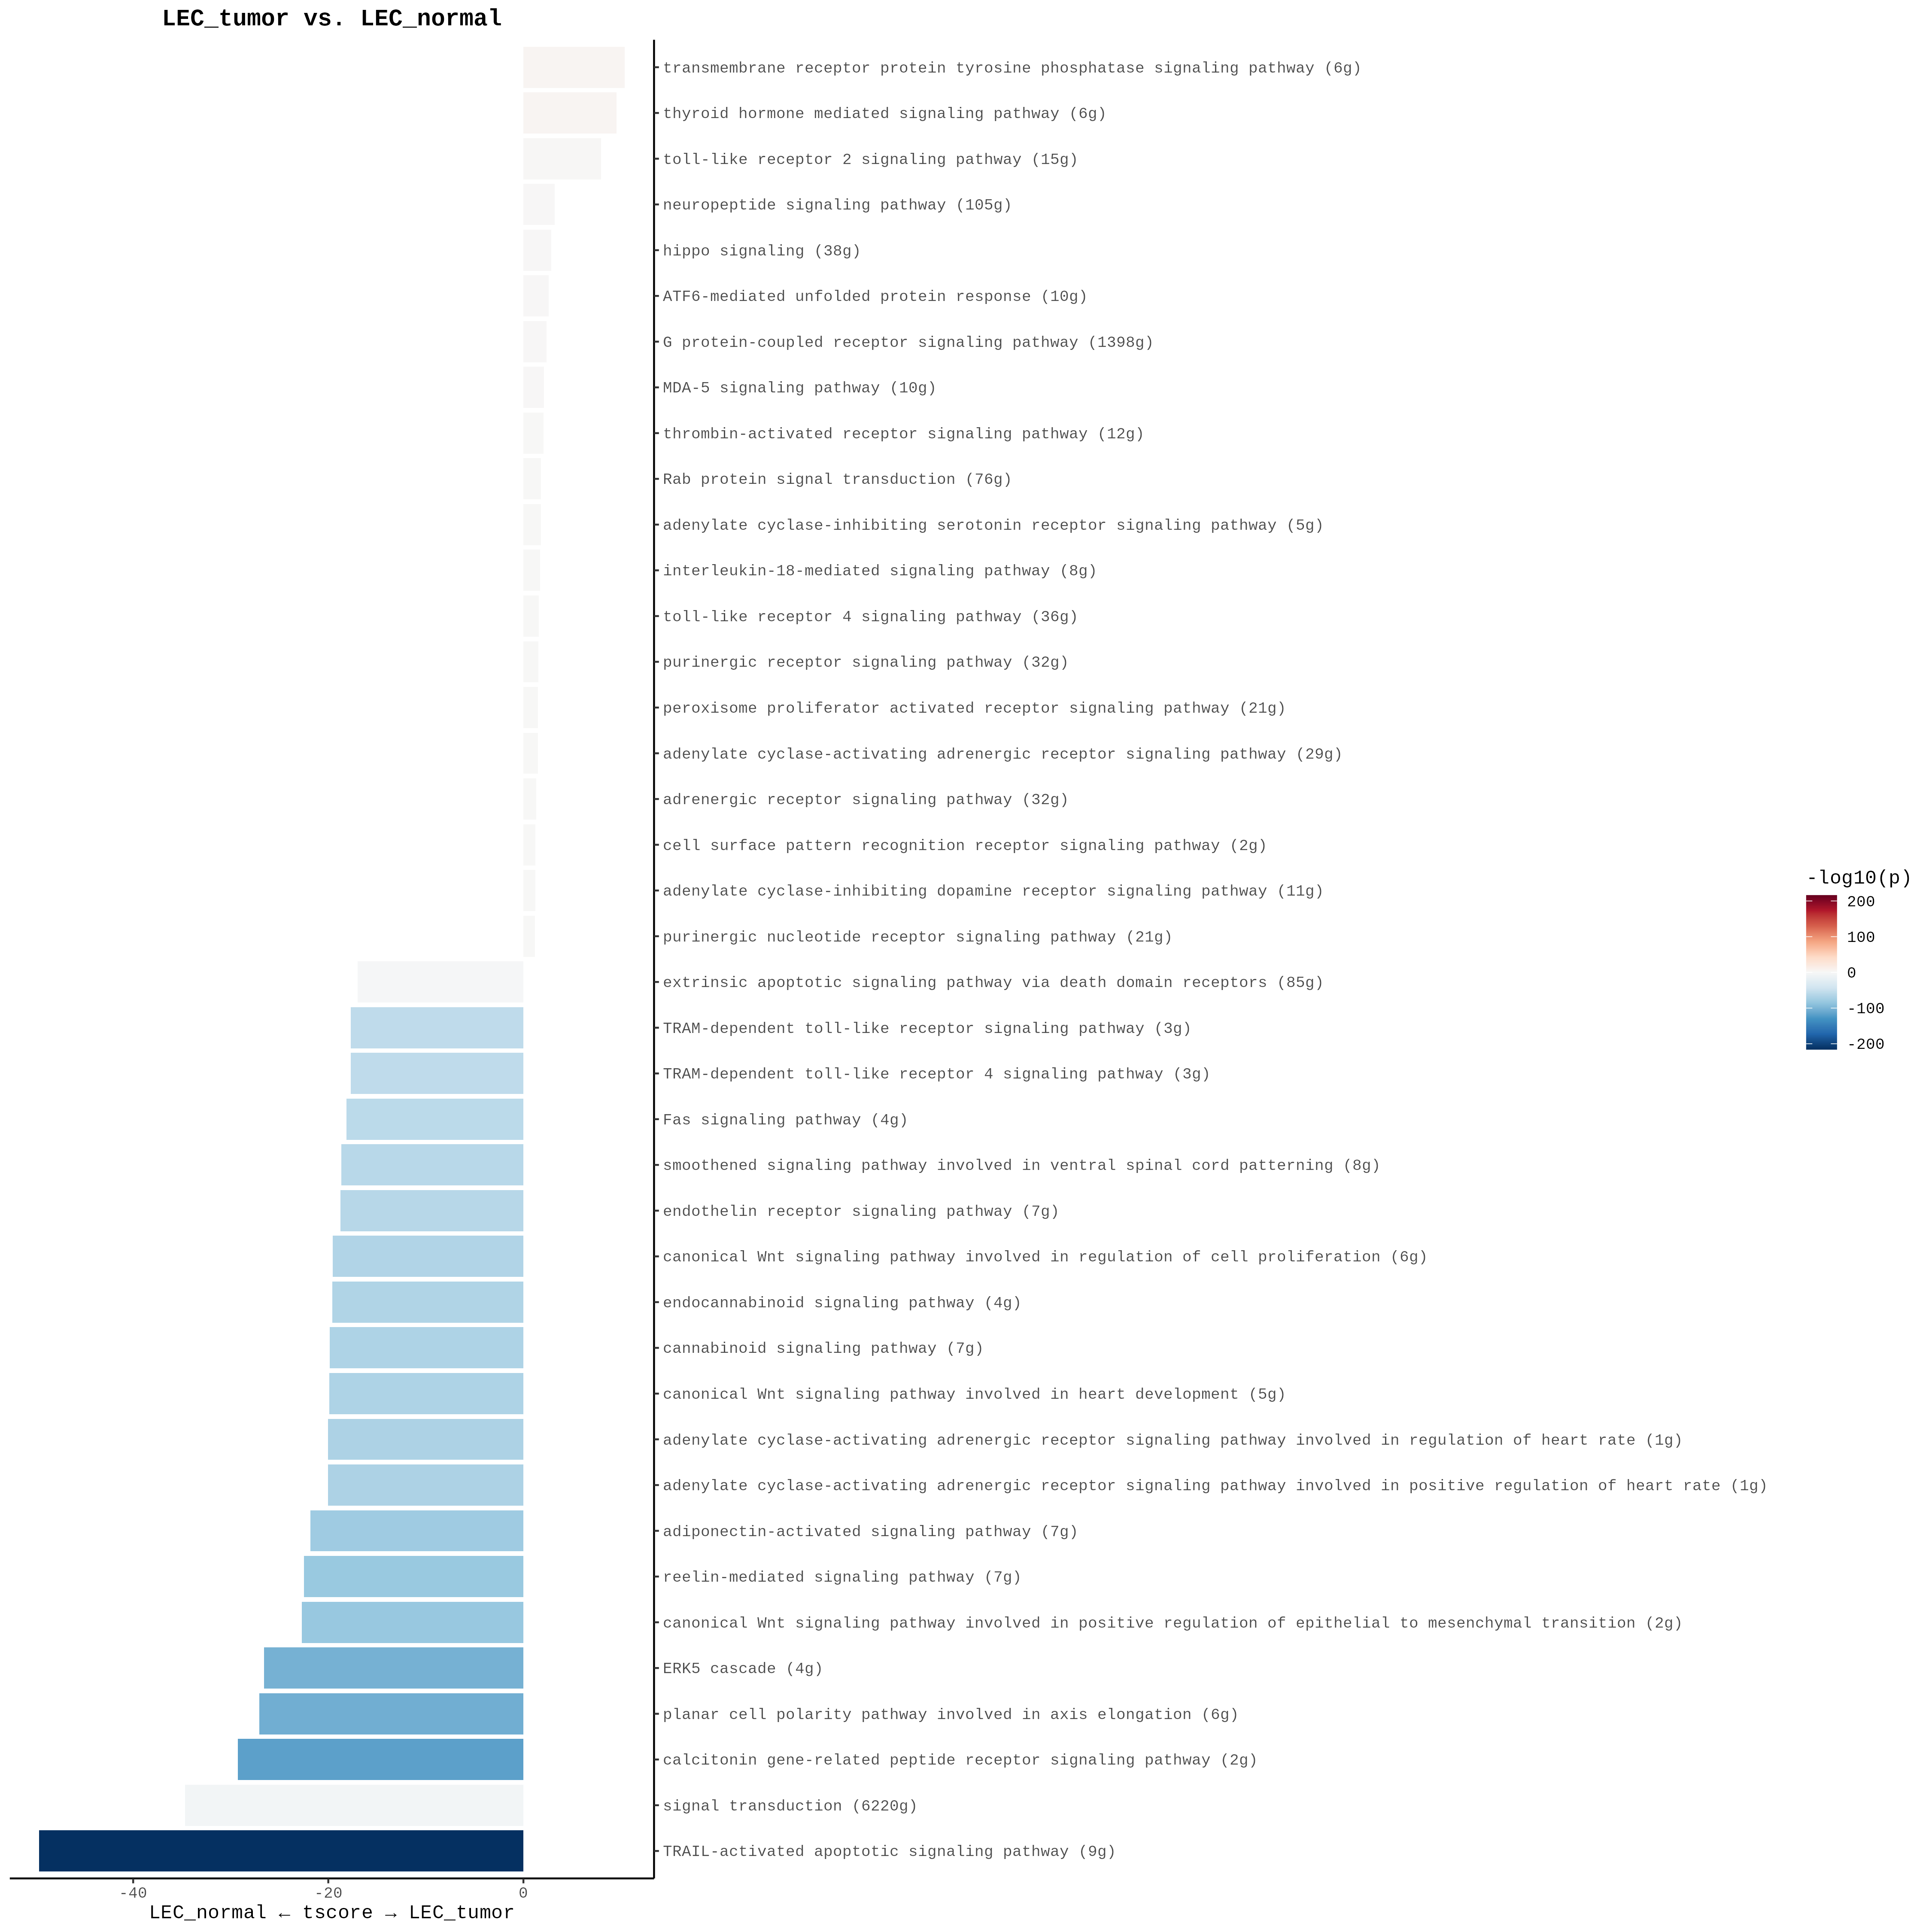 LEC_tumor vs. LEC_normal
transmembrane receptor protein tyrosine phosphatase signaling pathway (6g)
thyroid hormone mediated signaling pathway (6g)
toll-like receptor 2 signaling pathway (15g)
neuropeptide signaling pathway (105g)
hippo signaling (38g)
ATF6-mediated unfolded protein response (10g)
G protein-coupled receptor signaling pathway (1398g)
MDA-5 signaling pathway (10g)
thrombin-activated receptor signaling pathway (12g)
Rab protein signal transduction (76g)
adenylate cyclase-inhibiting serotonin receptor signaling pathway (5g)
interleukin-18-mediated signaling pathway (8g)
toll-like receptor 4 signaling pathway (36g)
purinergic receptor signaling pathway (32g)
peroxisome proliferator activated receptor signaling pathway (21g)
adenylate cyclase-activating adrenergic receptor signaling pathway (29g)
adrenergic receptor signaling pathway (32g)
cell surface pattern recognition receptor signaling pathway (2g)
adenylate cyclase-inhibiting dopamine receptor signaling pathway (11g)
purinergic nucleotide receptor signaling pathway (21g)
extrinsic apoptotic signaling pathway via death domain receptors (85g)
TRAM-dependent toll-like receptor signaling pathway (3g)
TRAM-dependent toll-like receptor 4 signaling pathway (3g)
Fas signaling pathway (4g)
smoothened signaling pathway involved in ventral spinal cord patterning (8g)
endothelin receptor signaling pathway (7g)
canonical Wnt signaling pathway involved in regulation of cell proliferation (6g)
endocannabinoid signaling pathway (4g)
cannabinoid signaling pathway (7g)
canonical Wnt signaling pathway involved in heart development (5g)
adenylate cyclase-activating adrenergic receptor signaling pathway involved in regulation of heart rate (1g)
adenylate cyclase-activating adrenergic receptor signaling pathway involved in positive regulation of heart rate (1g)
adiponectin-activated signaling pathway (7g)
reelin-mediated signaling pathway (7g)
canonical Wnt signaling pathway involved in positive regulation of epithelial to mesenchymal transition (2g)
ERK5 cascade (4g)
planar cell polarity pathway involved in axis elongation (6g)
calcitonin gene-related peptide receptor signaling pathway (2g)
signal transduction (6220g)
TRAIL-activated apoptotic signaling pathway (9g)
-40 -20 0
LEC_normal ← tscore → LEC_tumor
-log10(p)
200
100
0
-100
-200